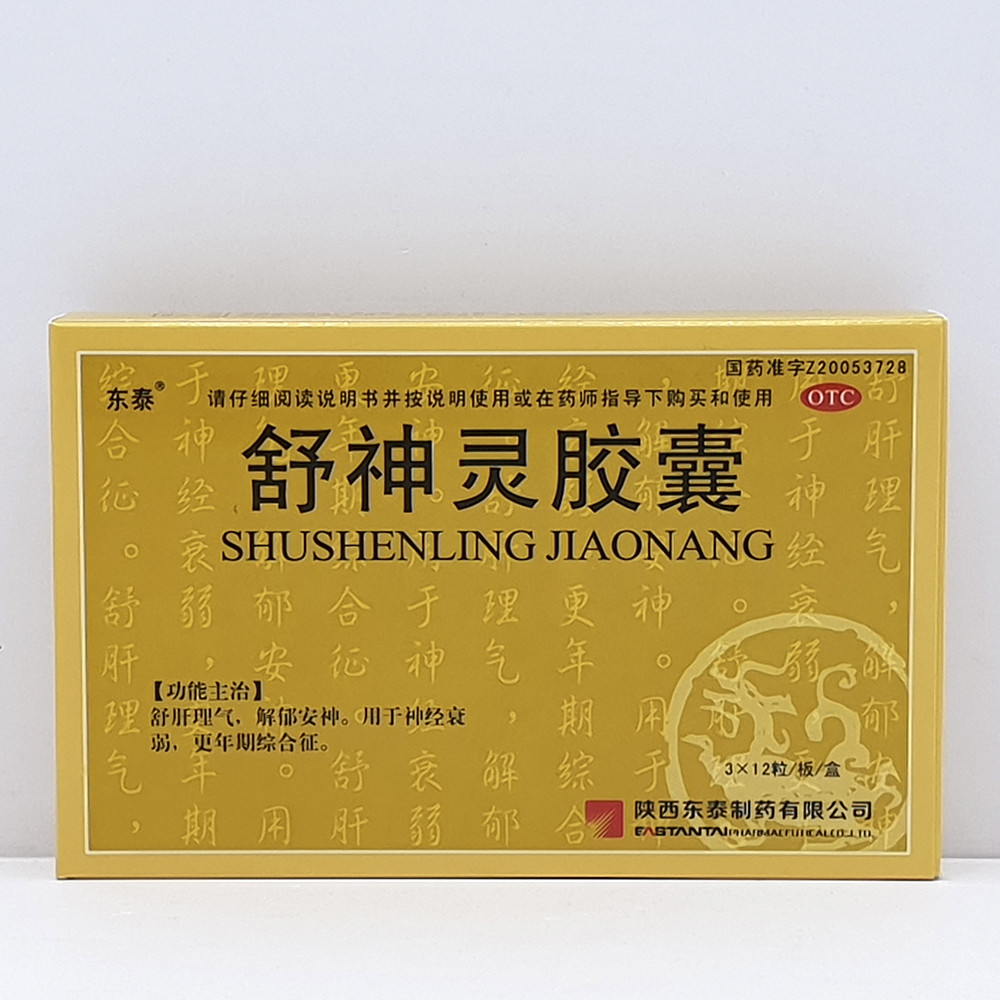 国药准字Z20053728
东泰®
请仔细阅读说明书并按说明使用或在药师指导下购买和使用
OTC
舒神灵胶囊
SHUSHENLING JIAONANG
【功能主治】
舒肝理气，解郁安神。用于神经衰
弱，更年期综合征。
3×12粒/板/盒
陕西东泰制药有限公司
EASTANTAI PHARMACEUTICAL CO.,LTD.